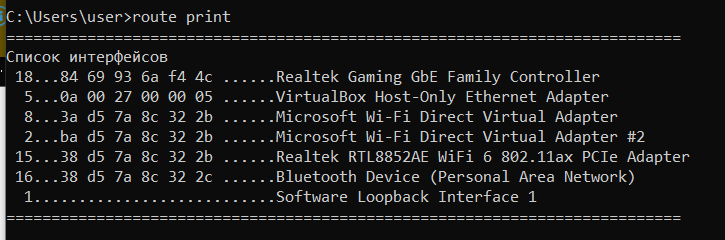 C:\Users\user>route print
===========================================================================
Список интерфейсов
 18...84 69 93 6a f4 4c ......Realtek Gaming GbE Family Controller
  5...0a 00 27 00 00 05 ......VirtualBox Host-Only Ethernet Adapter
  8...3a d5 7a 8c 32 2b ......Microsoft Wi-Fi Direct Virtual Adapter
  2...ba d5 7a 8c 32 2b ......Microsoft Wi-Fi Direct Virtual Adapter #2
 15...38 d5 7a 8c 32 2b ......Realtek RTL8852AE WiFi 6 802.11ax PCIe Adapter
 16...38 d5 7a 8c 32 2c ......Bluetooth Device (Personal Area Network)
  1...........................Software Loopback Interface 1
===========================================================================